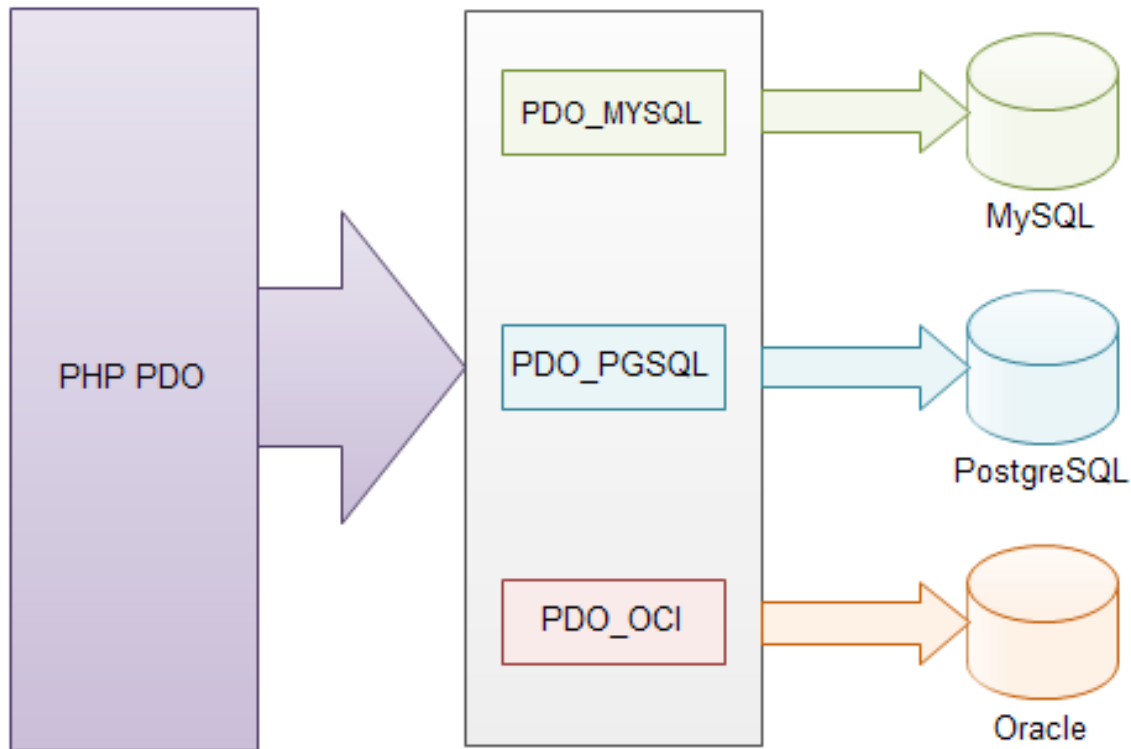 PHP PDO
PDO_MYSQL
MySQL
PDO_PGSQL
PostgreSQL
PDO_OCI
Oracle